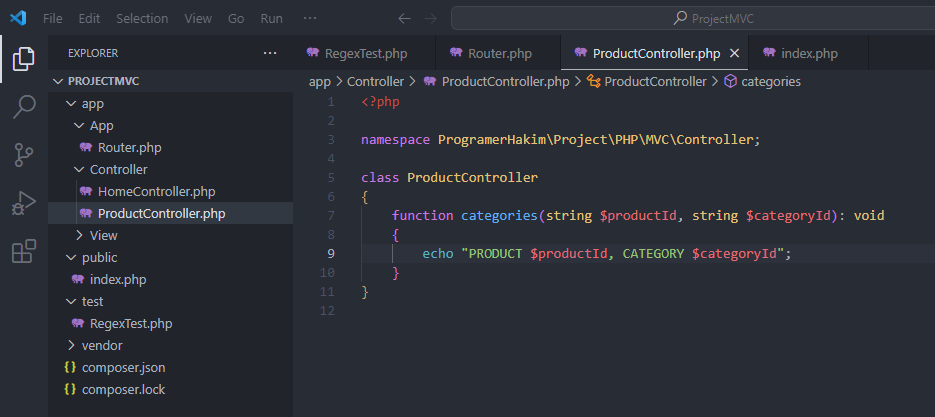 File Edit Selection View Go Run ··· ProjectMVC
EXPLORER ···
PROJECTMVC
app
App
Router.php
Controller
HomeController.php
ProductController.php
View
public
index.php
test
RegexTest.php
vendor
{} composer.json
{} composer.lock
RegexTest.php Router.php ProductController.php × index.php
app > Controller > ProductController.php > ProductController > categories
1 <?php
2
3 namespace ProgramerHakim\Project\PHP\MVC\Controller;
4
5 class ProductController
6 {
7 function categories(string $productId, string $categoryId): void
8 {
9 echo "PRODUCT $productId, CATEGORY $categoryId";
10 }
11 }
12